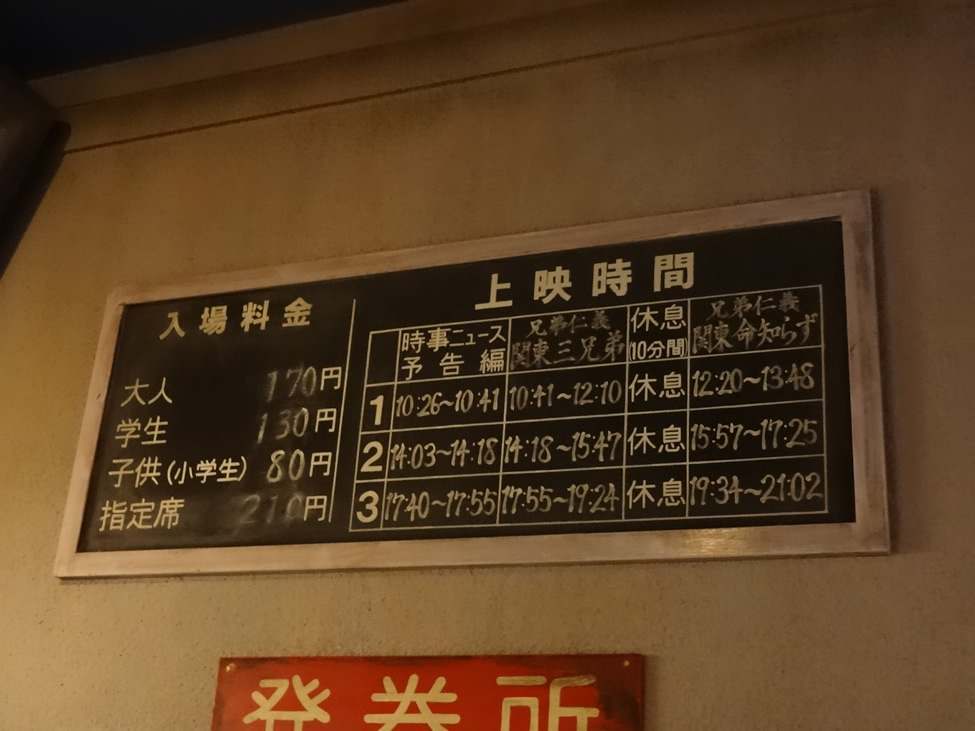 入場料金
大人 170円
学生 130円
子供(小学生) 80円
指定席 210円
上映時間
時事ニュース 予告編 兄弟仁義 関東三兄弟 休息 (10分間) 兄弟仁義 関東命知らず
1 10:26~10:41 10:41~12:10 休息 12:20~13:48
2 14:03~14:18 14:18~15:47 休息 15:57~17:25
3 17:40~17:55 17:55~19:24 休息 19:34~21:02
発券所